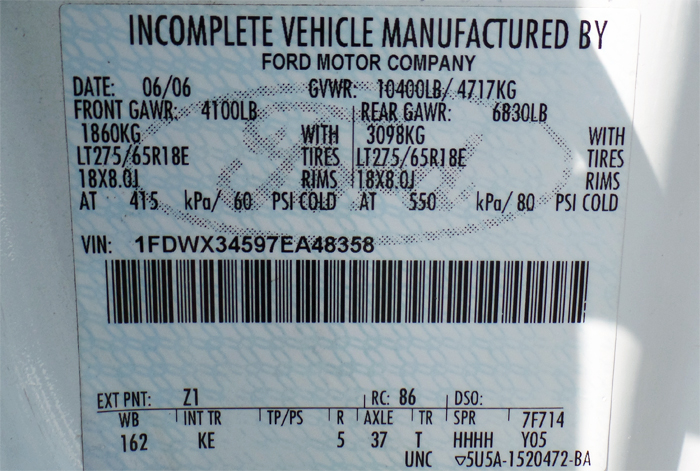 INCOMPLETE VEHICLE MANUFACTURED BY
FORD MOTOR COMPANY
DATE: 06/06 GVWR: 10400LB/ 4717KG
FRONT GAWR: 4100LB REAR GAWR: 6830LB
1860KG WITH 3098KG WITH
LT275/65R18E TIRES LT275/65R18E TIRES
18X8.0J RIMS 18X8.0J RIMS
AT 415 kPa/ 60 PSI COLD AT 550 kPa/ 80 PSI COLD
VIN: 1FDWX34597EA48358
EXT PNT: Z1 RC: 86 DSO:
WB INT TR TP/PS R AXLE TR SPR 7F714
162 KE 5 37 T HHHH Y05
UNC ▽5U5A-1520472-BA